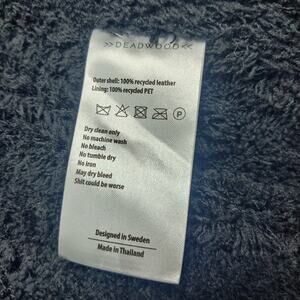 >>DEADWOOD<<
Outer shell: 100% recycled leather
Lining: 100% recycled PET
P
Dry clean only
No machine wash
No bleach
No tumble dry
No iron
May dry bleed
Shit could be worse
Designed in Sweden
Made in Thailand